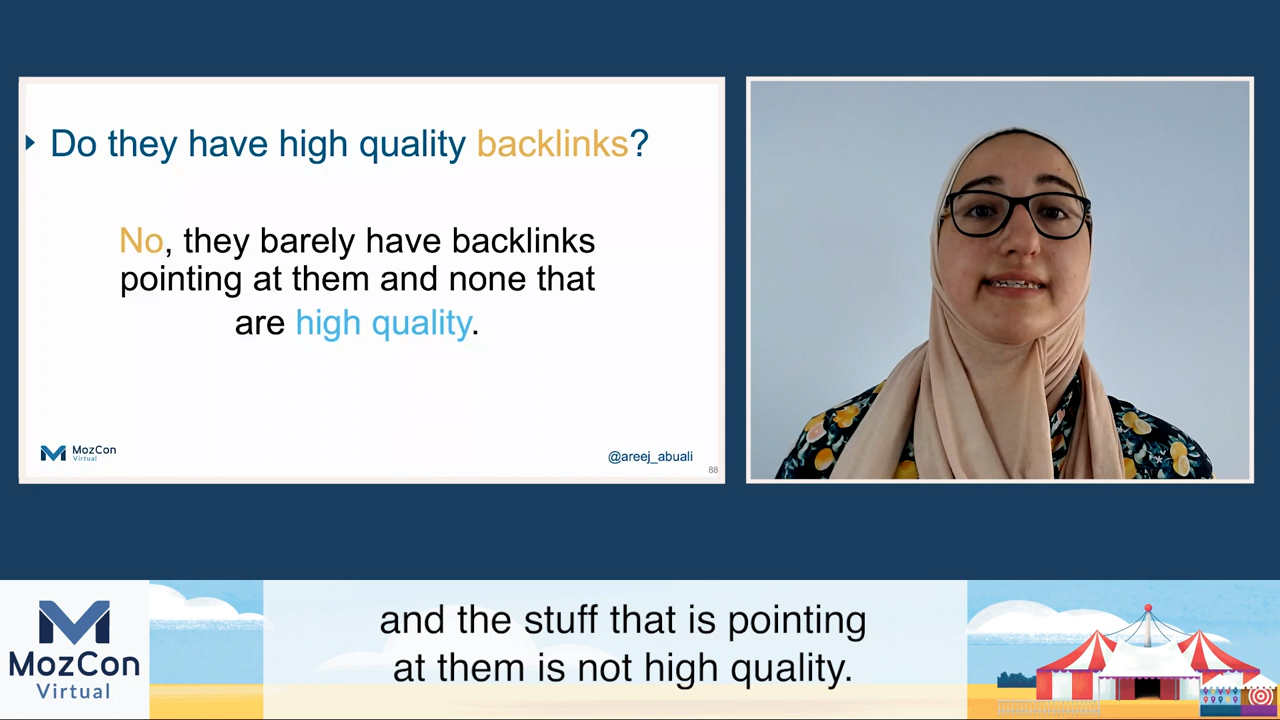 Do they have high quality backlinks?
No, they barely have backlinks
pointing at them and none that
are high quality.
MozCon
Virtual
@areej_abuali
88
MozCon
Virtual
and the stuff that is pointing
at them is not high quality.